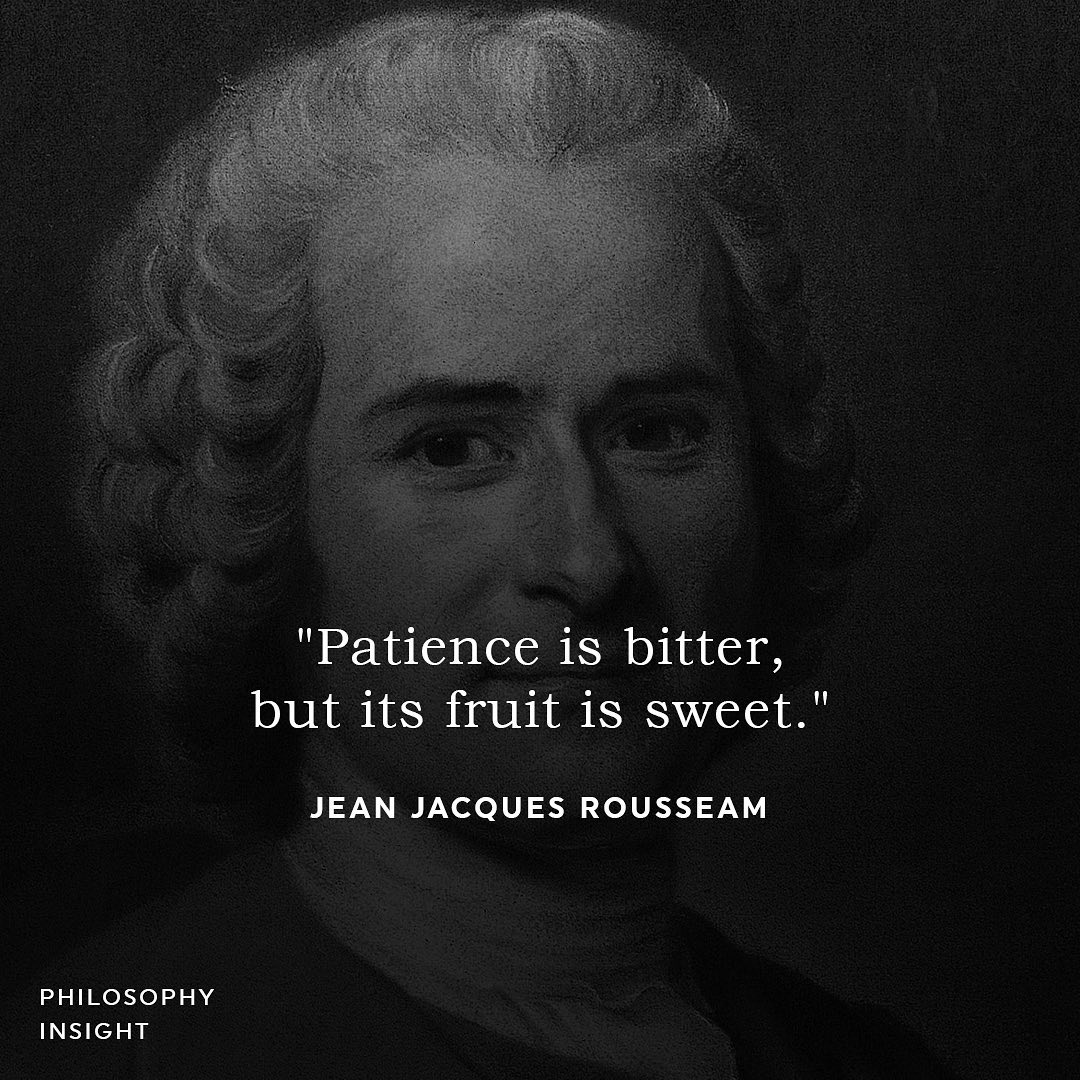 "Patience is bitter,
but its fruit is sweet."
JEAN JACQUES ROUSSEAM
PHILOSOPHY
INSIGHT